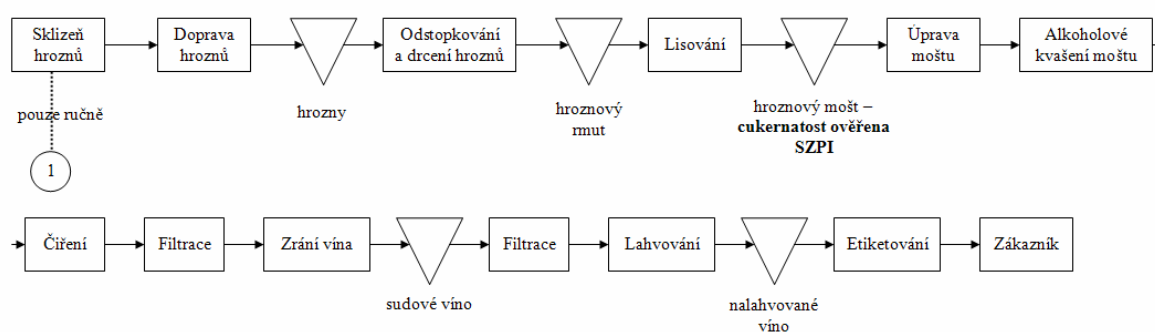 Sklizeň
hroznů
Doprava
hroznů
Odstopkování
a drcení hroznů
Lisování
Úprava
moštu
Alkoholové
kvašení moštu
pouze ručně
hrozny
hroznový
rmut
hroznový mošt –
cukernatost ověřena
SZPI
1
Čiření
Filtrace
Zrání vína
Filtrace
Lahvování
Etiketování
Zákazník
sudové víno
nalahvované
víno